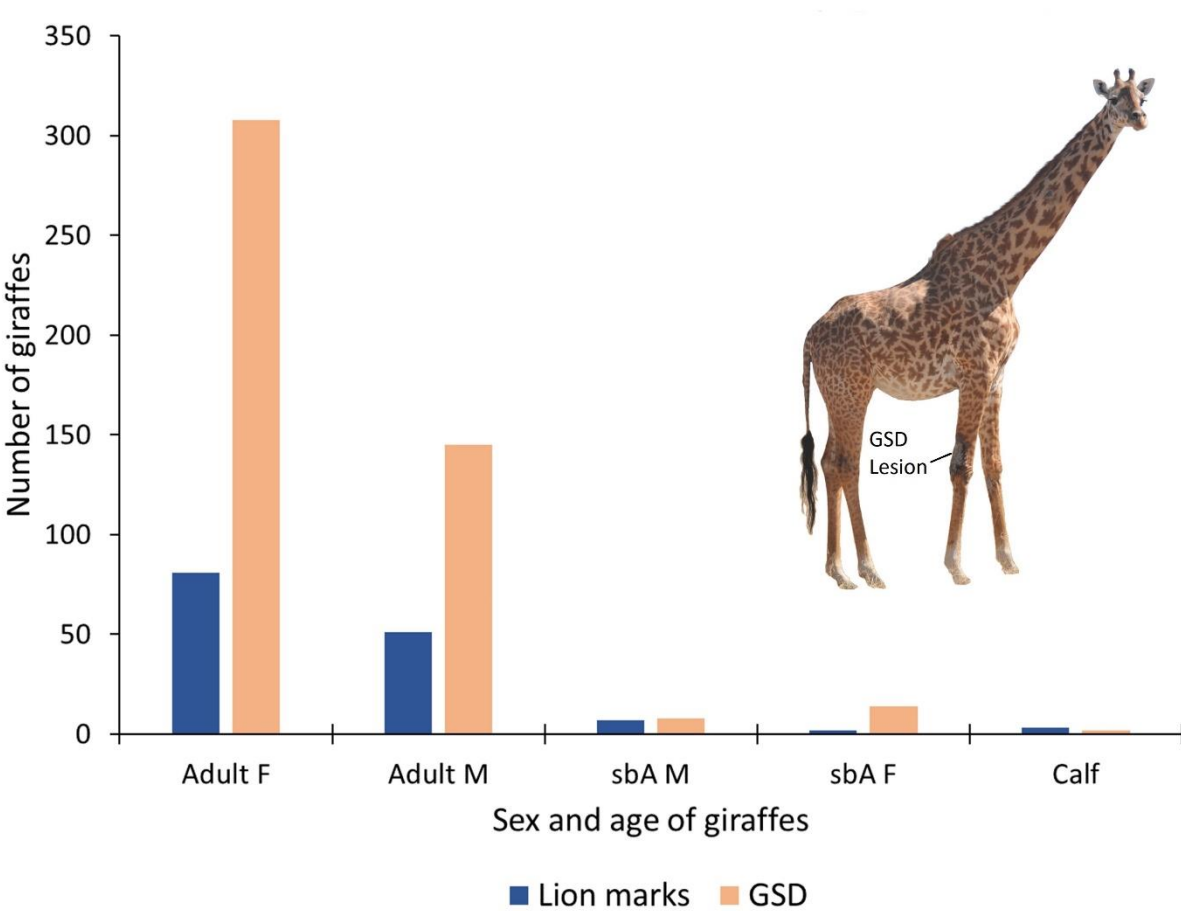 350
300
250
200
150
100
50
0
Number of giraffes
GSD
Lesion
Adult F
Adult M
sbA M
sbA F
Calf
Sex and age of giraffes
Lion marks
GSD